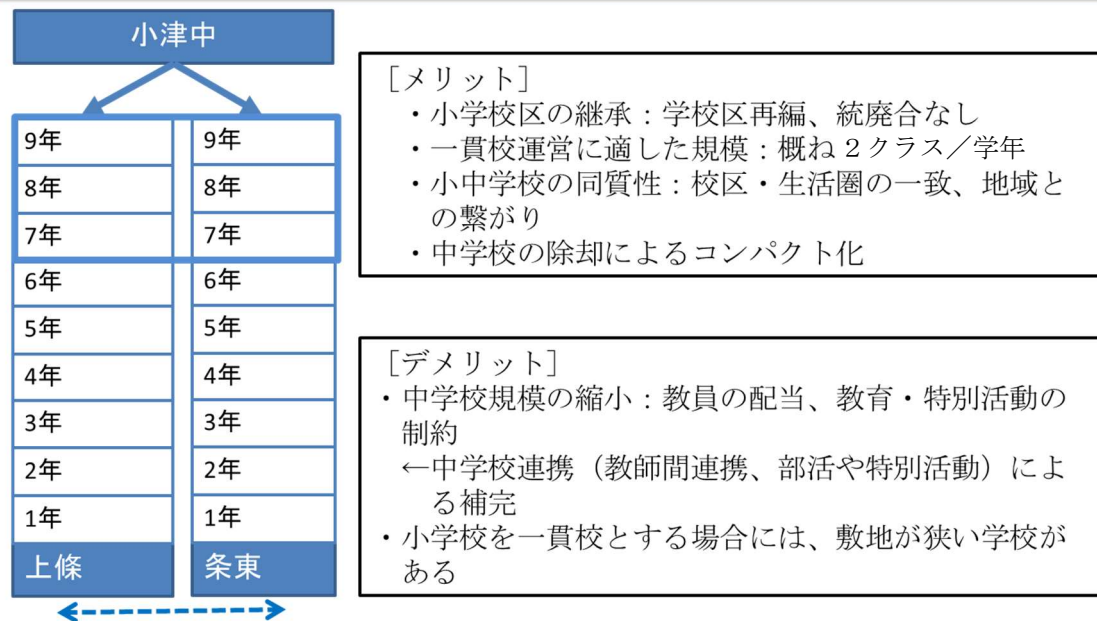 小津中
9年 9年
8年 8年
7年 7年
6年 6年
5年 5年
4年 4年
3年 3年
2年 2年
1年 1年
上條 条東
［メリット］
・小学校区の継承：学校区再編、統廃合なし
・一貫校運営に適した規模：概ね２クラス／学年
・小中学校の同質性：校区・生活圏の一致、地域と
の繋がり
・中学校の除却によるコンパクト化
［デメリット］
・中学校規模の縮小：教員の配当、教育・特別活動の
制約
←中学校連携（教師間連携、部活や特別活動）によ
る補完
・小学校を一貫校とする場合には、敷地が狭い学校が
ある